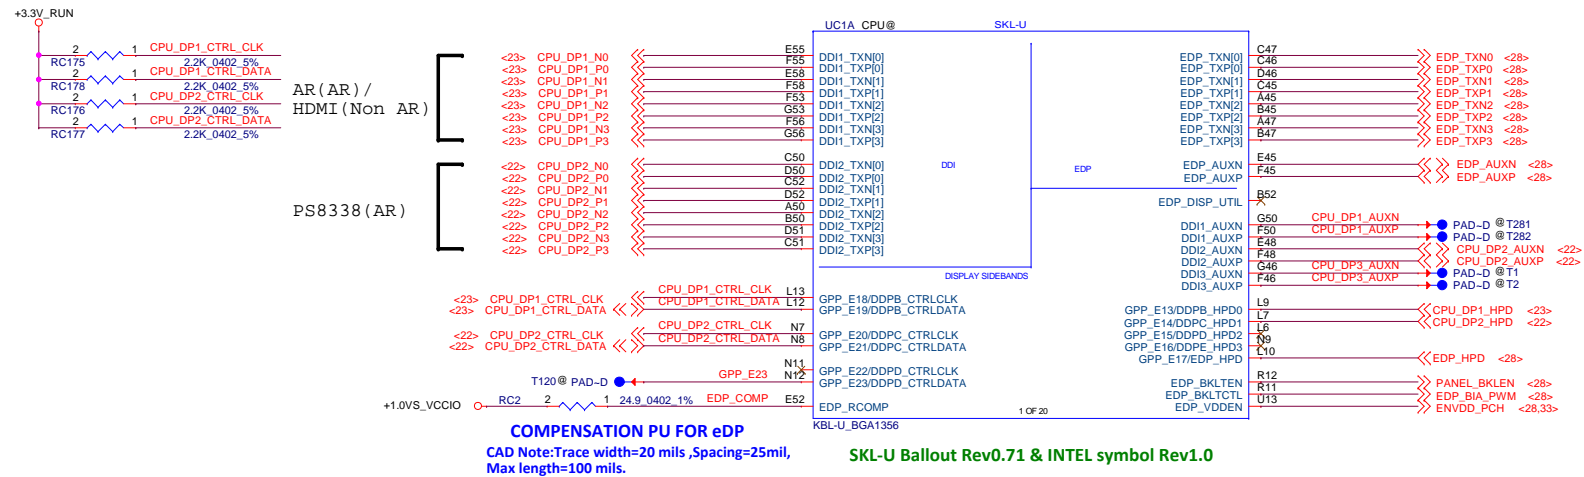 +3.3V_RUN
2 1 CPU_DP1_CTRL_CLK
RC175 2.2K_0402_5%
2 1 CPU_DP1_CTRL_DATA
RC178 2.2K_0402_5%
2 1 CPU_DP2_CTRL_CLK
RC176 2.2K_0402_5%
2 1 CPU_DP2_CTRL_DATA
RC177 2.2K_0402_5%
AR(AR)/
HDMI(Non AR)
PS8338(AR)
UC1A CPU@ SKL-U
<23> CPU_DP1_N0 E55 DDI1_TXN[0]
<23> CPU_DP1_P0 F55 DDI1_TXP[0]
<23> CPU_DP1_N1 E58 DDI1_TXN[1]
<23> CPU_DP1_P1 F58 DDI1_TXP[1]
<23> CPU_DP1_N2 F53 DDI1_TXN[2]
<23> CPU_DP1_P2 G53 DDI1_TXP[2]
<23> CPU_DP1_N3 F56 DDI1_TXN[3]
<23> CPU_DP1_P3 G56 DDI1_TXP[3]
<22> CPU_DP2_N0 C50 DDI2_TXN[0]
<22> CPU_DP2_P0 D50 DDI2_TXP[0]
<22> CPU_DP2_N1 C52 DDI2_TXN[1]
<22> CPU_DP2_P1 D52 DDI2_TXP[1]
<22> CPU_DP2_N2 A50 DDI2_TXN[2]
<22> CPU_DP2_P2 B50 DDI2_TXP[2]
<22> CPU_DP2_N3 D51 DDI2_TXN[3]
<22> CPU_DP2_P3 C51 DDI2_TXP[3]
DDI
EDP
DISPLAY SIDEBANDS
<23> CPU_DP1_CTRL_CLK CPU_DP1_CTRL_CLK L13 GPP_E18/DDPB_CTRLCLK
<23> CPU_DP1_CTRL_DATA CPU_DP1_CTRL_DATA L12 GPP_E19/DDPB_CTRLDATA
<22> CPU_DP2_CTRL_CLK CPU_DP2_CTRL_CLK N7 GPP_E20/DDPC_CTRLCLK
<22> CPU_DP2_CTRL_DATA CPU_DP2_CTRL_DATA N8 GPP_E21/DDPC_CTRLDATA
N11 GPP_E22/DDPD_CTRLCLK
T120@ PAD~D GPP_E23 N12 GPP_E23/DDPD_CTRLDATA
+1.0VS_VCCIO RC2 2 1 24.9_0402_1% EDP_COMP E52 EDP_RCOMP
EDP_TXN[0] C47 EDP_TXN0 <28>
EDP_TXP[0] C46 EDP_TXP0 <28>
EDP_TXN[1] D46 EDP_TXN1 <28>
EDP_TXP[1] C45 EDP_TXP1 <28>
EDP_TXN[2] A45 EDP_TXN2 <28>
EDP_TXP[2] B45 EDP_TXP2 <28>
EDP_TXN[3] A47 EDP_TXN3 <28>
EDP_TXP[3] B47 EDP_TXP3 <28>
EDP_AUXN E45 EDP_AUXN <28>
EDP_AUXP F45 EDP_AUXP <28>
EDP_DISP_UTIL B52
DDI1_AUXN G50 CPU_DP1_AUXN PAD~D @T281
DDI1_AUXP F50 CPU_DP1_AUXP PAD~D @T282
DDI2_AUXN E48 CPU_DP2_AUXN <22>
DDI2_AUXP F48 CPU_DP2_AUXP <22>
DDI3_AUXN G46 CPU_DP3_AUXN PAD~D @T1
DDI3_AUXP F46 CPU_DP3_AUXP PAD~D @T2
GPP_E13/DDPB_HPD0 L9 CPU_DP1_HPD <23>
GPP_E14/DDPC_HPD1 L7 CPU_DP2_HPD <22>
GPP_E15/DDPD_HPD2 L6
GPP_E16/DDPE_HPD3 N9
GPP_E17/EDP_HPD L10 EDP_HPD <28>
EDP_BKLTEN R12 PANEL_BKLEN <28>
EDP_BKLTCTL R11 EDP_BIA_PWM <28>
EDP_VDDEN U13 ENVDD_PCH <28,33>
1 OF 20
KBL-U_BGA1356
COMPENSATION PU FOR eDP
CAD Note:Trace width=20 mils ,Spacing=25mil,
Max length=100 mils.
SKL-U Ballout Rev0.71 & INTEL symbol Rev1.0